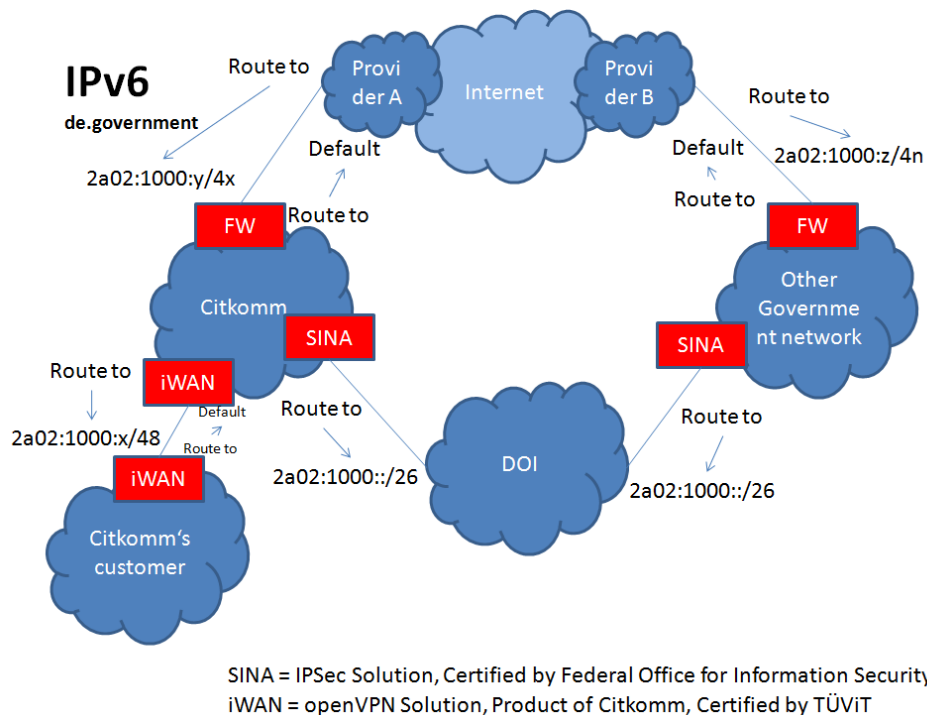 IPv6
de.government
Route to
Provi
der A
Internet
Provi
der B
Route to
Default
Default
2a02:1000:y/4x
2a02:1000:z/4n
Route to
Route to
FW
FW
Citkomm
Other
Governme
nt network
SINA
SINA
Route to
iWAN
Default
Route to
Route to
2a02:1000:x/48
Route to
iWAN
2a02:1000::/26
DOI
2a02:1000::/26
Citkomm's
customer
SINA = IPSec Solution, Certified by Federal Office for Information Security
iWAN = openVPN Solution, Product of Citkomm, Certified by TÜViT